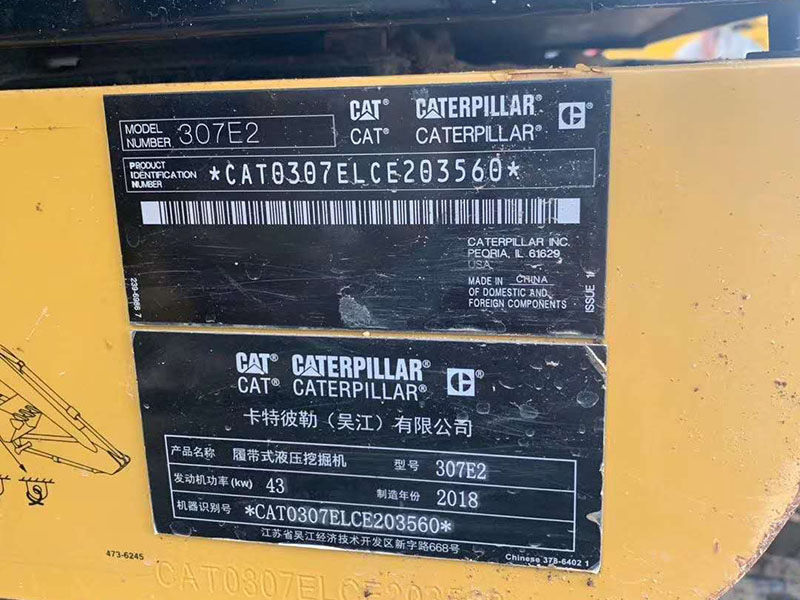 CAT® CATERPILLAR®
MODEL NUMBER 307E2
CAT® CATERPILLAR®
PRODUCT IDENTIFICATION NUMBER *CAT0307ELCE203560*
CATERPILLAR INC.
PEORIA, IL 61629
USA
MADE IN CHINA
OF DOMESTIC AND
FOREIGN COMPONENTS
239-6986 7
ISSUE 1
CAT® CATERPILLAR®
CAT® CATERPILLAR®
卡特彼勒（吴江）有限公司
产品名称 履带式液压挖掘机 型号 307E2
发动机功率(kw) 43 制造年份 2018
机器识别号 *CAT0307ELCE203560*
江苏省吴江经济技术开发区新字路668号
473-6245
Chinese 378-6402 1
CAT0307ELCE203560